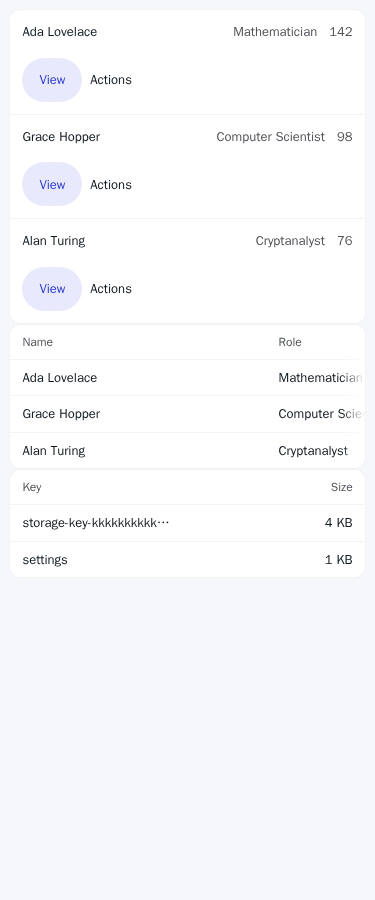 Ada Lovelace Mathematician 142
View Actions
Grace Hopper Computer Scientist 98
View Actions
Alan Turing Cryptanalyst 76
View Actions
Name Role
Ada Lovelace Mathematician
Grace Hopper Computer Scie
Alan Turing Cryptanalyst
Key Size
storage-key-kkkkkkkkkk… 4 KB
settings 1 KB